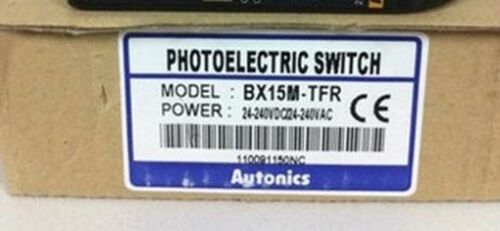 PHOTOELECTRIC SWITCH
MODEL : BX15M-TFR
POWER : 24-240VDC/24-240VAC CE
110091150NC
Autonics